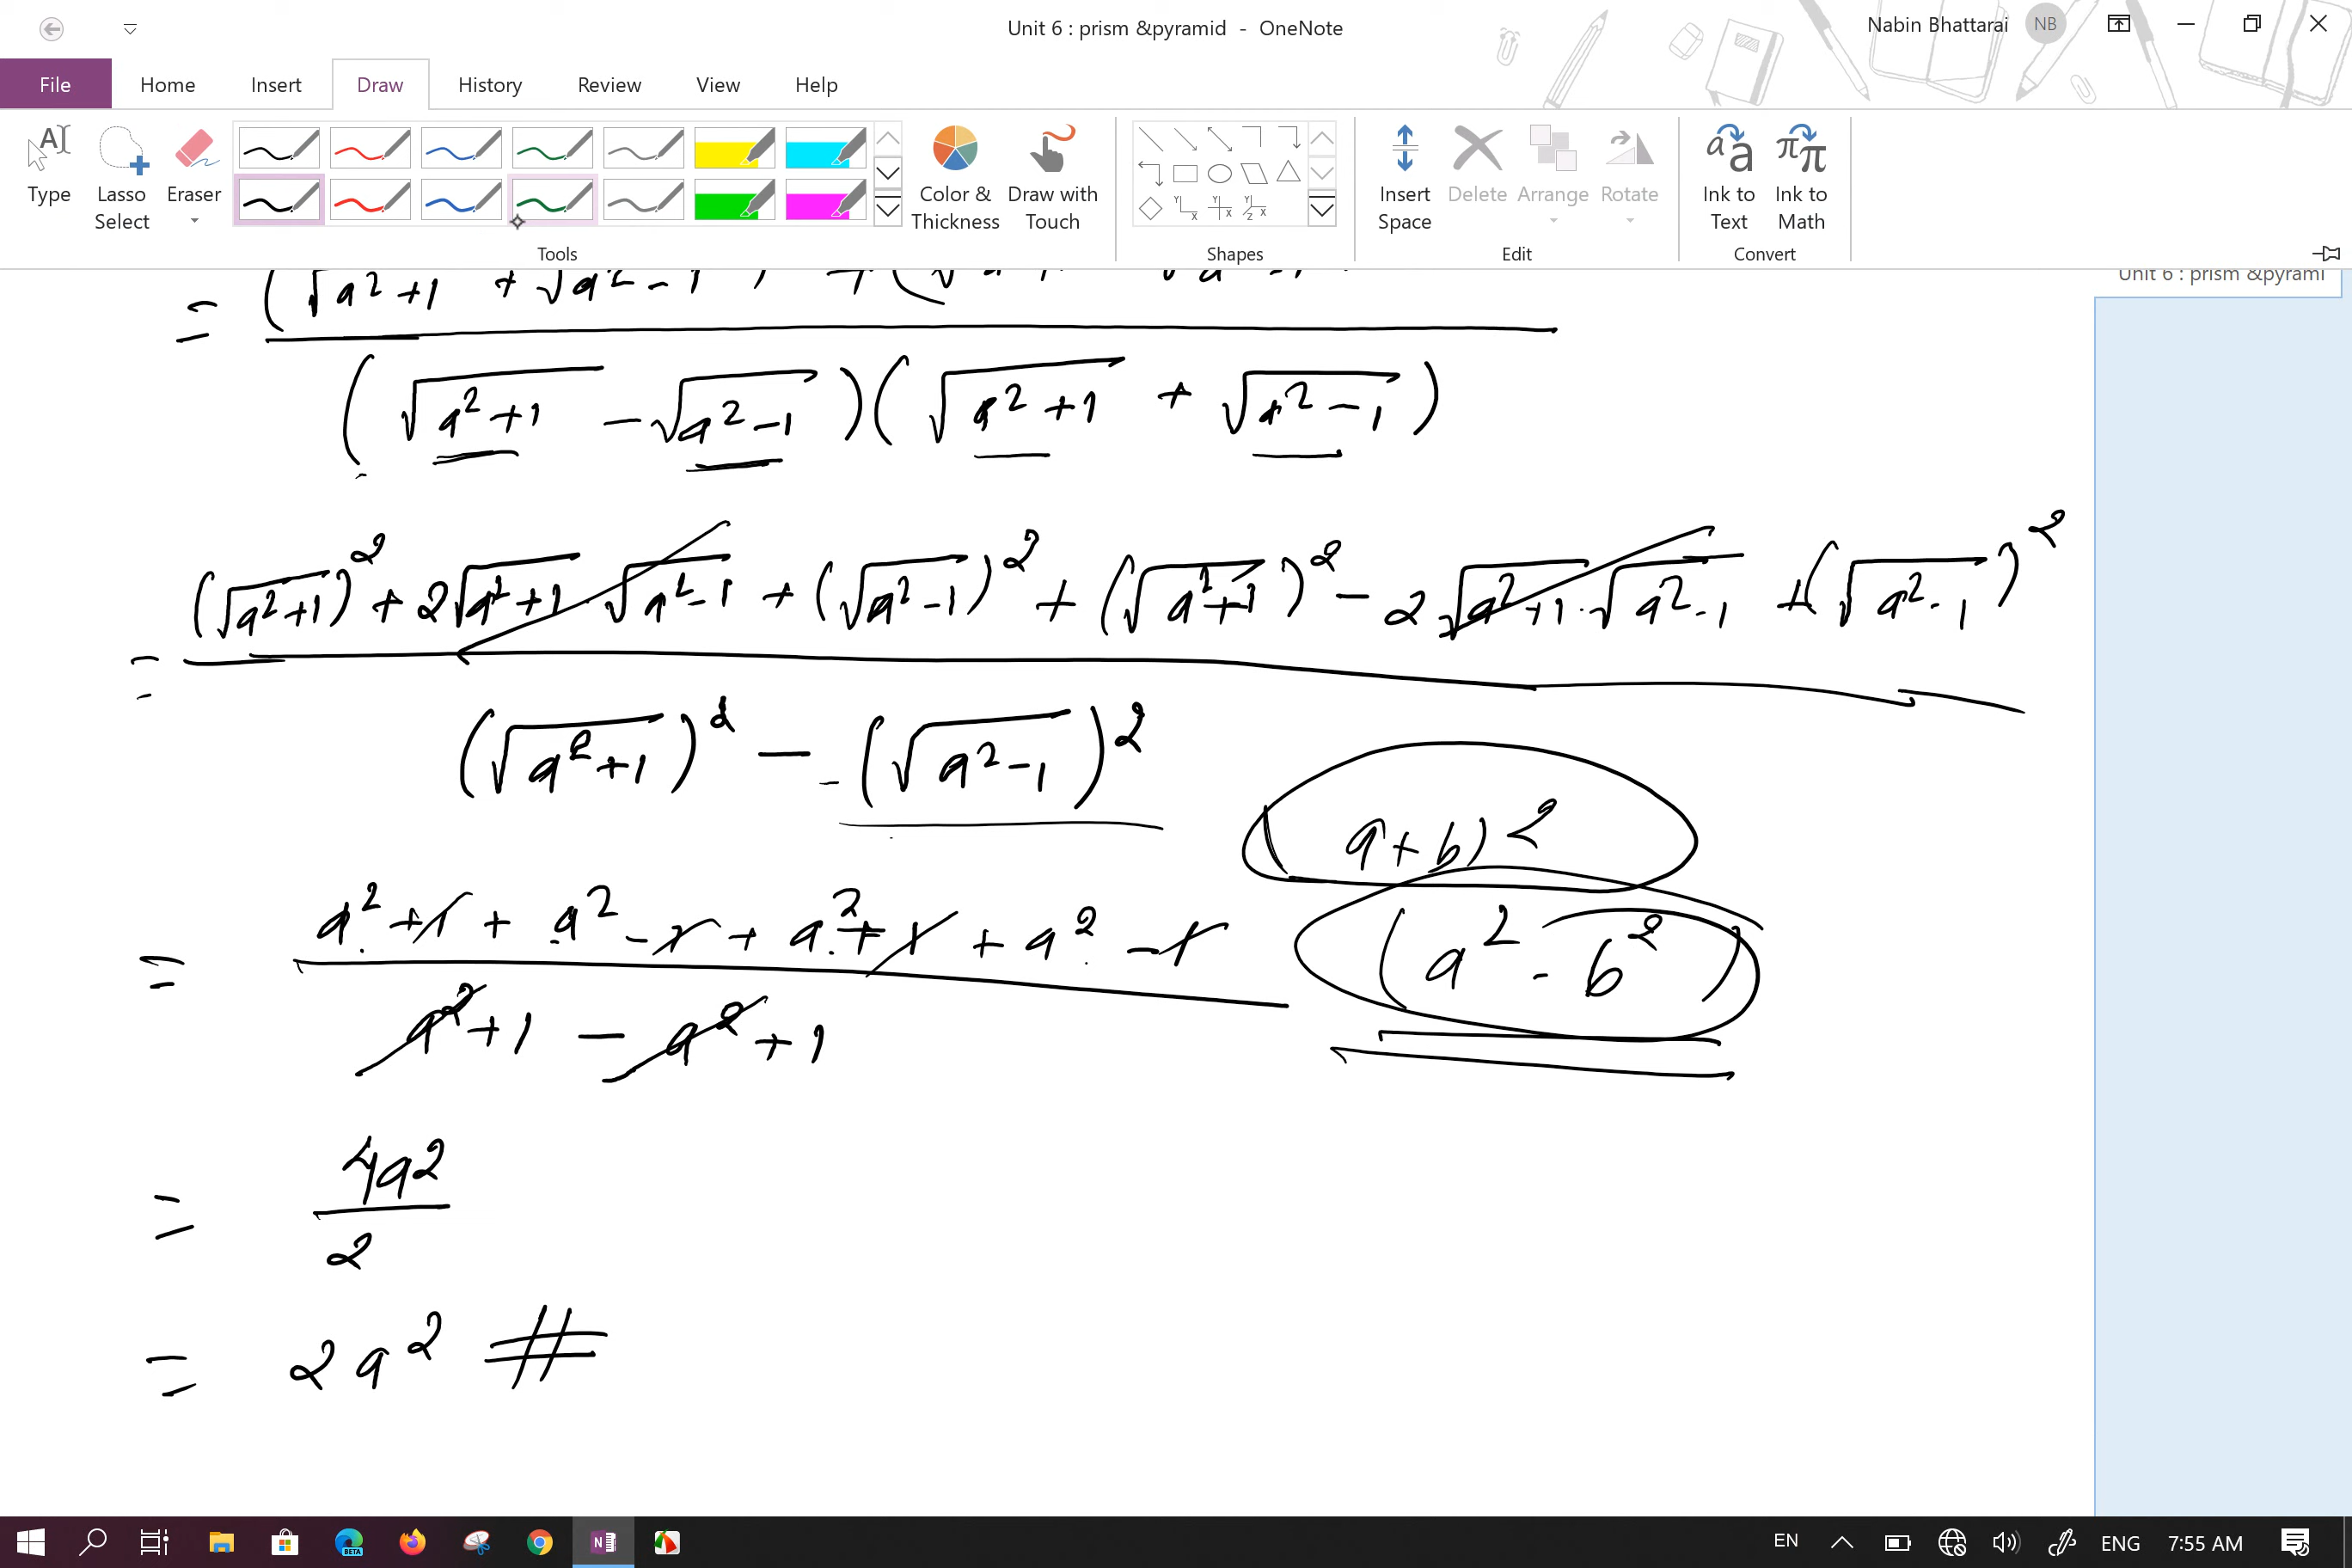 Unit 6 : prism &pyramid - OneNote
Nabin Bhattarai NB
File Home Insert Draw History Review View Help
Type
Lasso Select
Eraser
Color & Thickness
Draw with Touch
Insert Space
Delete
Arrange
Rotate
Ink to Text
Ink to Math
Tools
Shapes
Edit
Convert
Unit 6 : prism &pyrami
= (√a²+1 + √a²-1
(√a²+1 - √a²-1)(√a²+1 + √a²-1)
(√a²+1)² + 2√a²+1 √a²-1 + (√a²-1)² + (√a²+1)² - 2√a²+1 · √a²-1 + (√a²-1)²
=
(√a²+1)² - (√a²-1)²
(a+b)²
a²+1 + a²-1 + a²+1 + a²-1
(a²-b²)
=
a²+1 - a²+1
4a²
=
2
= 2a² #
BETA
N
EN
ENG
7:55 AM